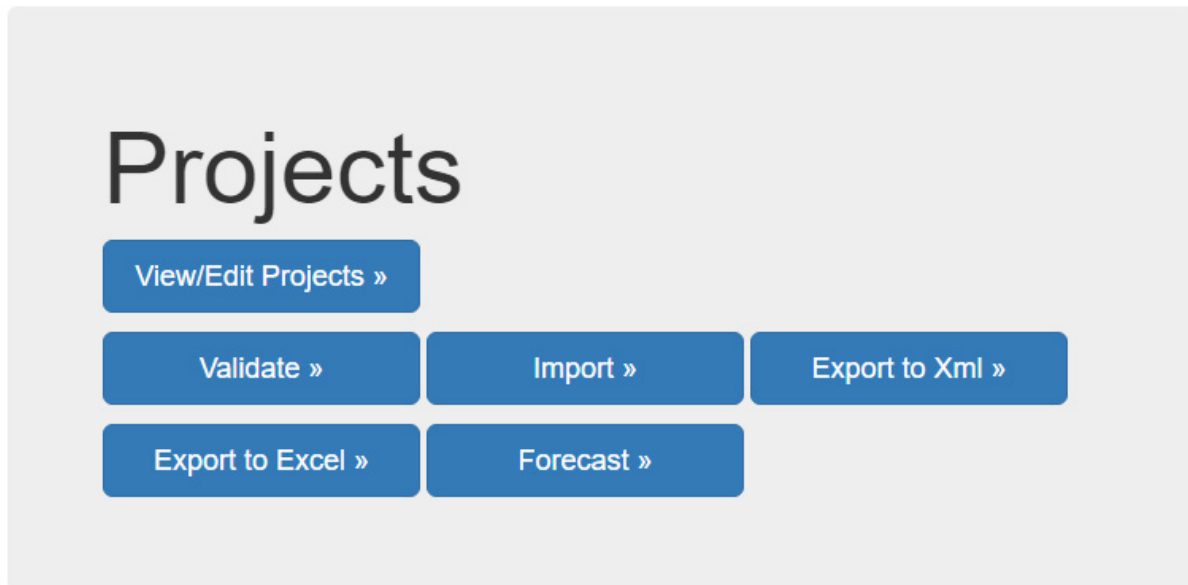 Projects
View/Edit Projects »
Validate » Import » Export to Xml »
Export to Excel » Forecast »